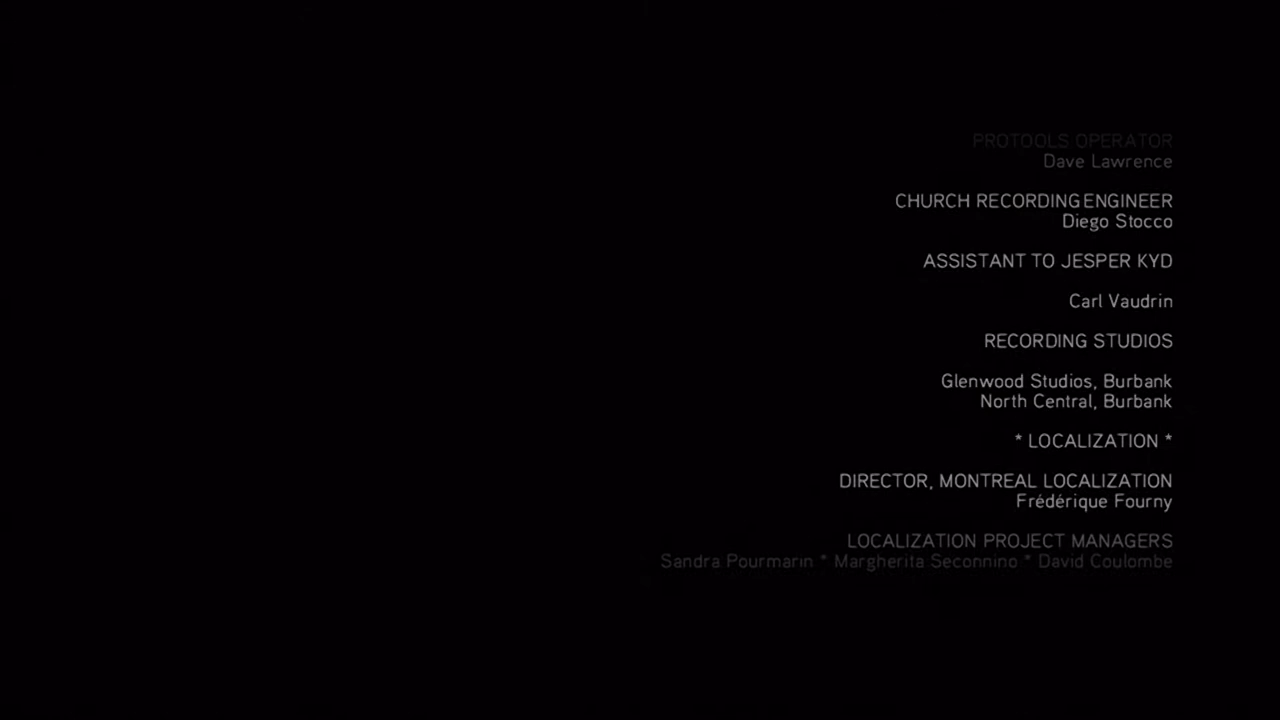 PROTOOLS OPERATOR
Dave Lawrence
CHURCH RECORDING ENGINEER
Diego Stocco
ASSISTANT TO JESPER KYD
Carl Vaudrin
RECORDING STUDIOS
Glenwood Studios, Burbank
North Central, Burbank
* LOCALIZATION *
DIRECTOR, MONTREAL LOCALIZATION
Frédérique Fourny
LOCALIZATION PROJECT MANAGERS
Sandra Pourmarin * Margherita Seconnino * David Coulombe